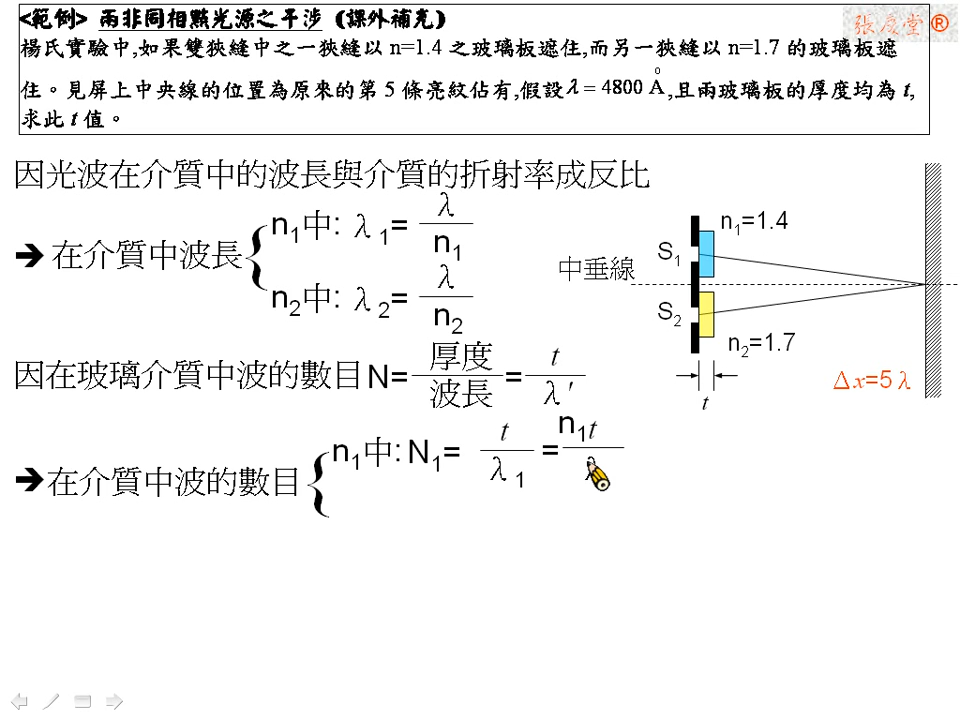 <範例> 兩非同相點光源之干涉 (課外補充)
張度堂®
楊氏實驗中,如果雙狹縫中之一狹縫以 n=1.4 之玻璃板遮住,而另一狹縫以 n=1.7 的玻璃板遮
住。見屏上中央線的位置為原來的第 5 條亮紋佔有,假設 λ = 4800 Å ,且兩玻璃板的厚度均為 t,
求此 t 值。
因光波在介質中的波長與介質的折射率成反比
➔ 在介質中波長 { n₁中: λ₁= λ/n₁
n₂中: λ₂= λ/n₂
因在玻璃介質中波的數目N= 厚度/波長 = t/λ′
➔在介質中波的數目 { n₁中: N₁= t/λ₁ = n₁t/λ
n₁=1.4
S₁
中垂線
S₂
n₂=1.7
t
Δx=5λ